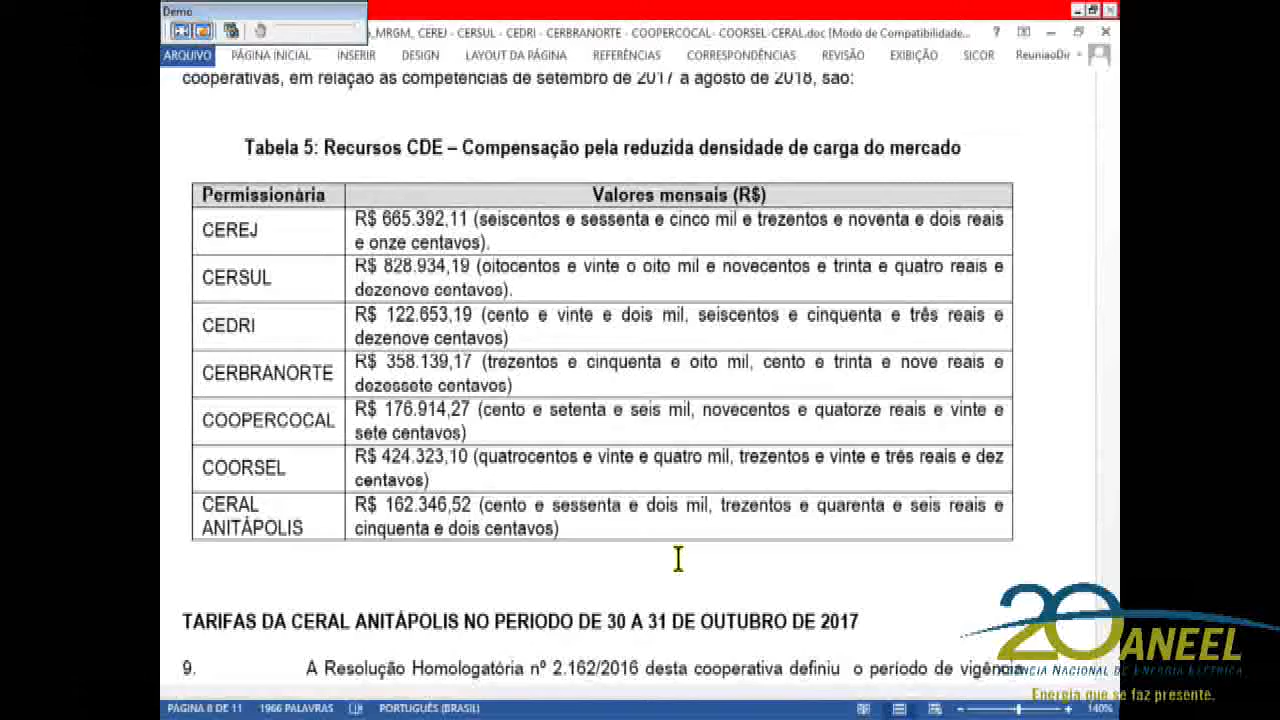 Demo
_MRGM, CEREJ - CERSUL - CEDRI - CERBRANORTE - COOPERCOCAL- COORSEL-CERAL.doc [Modo de Compatibilidade...
ARQUIVO PÁGINA INICIAL INSERIR DESIGN LAYOUT DA PÁGINA REFERÊNCIAS CORRESPONDÊNCIAS REVISÃO EXIBIÇÃO SICOR ReuniaoDir
cooperativas, em relação às competências de setembro de 2017 a agosto de 2018, são:
Tabela 5: Recursos CDE – Compensação pela reduzida densidade de carga do mercado
Permissionária Valores mensais (R$)
CEREJ R$ 665.392,11 (seiscentos e sessenta e cinco mil e trezentos e noventa e dois reais
e onze centavos).
CERSUL R$ 828.934,19 (oitocentos e vinte o oito mil e novecentos e trinta e quatro reais e
dezenove centavos).
CEDRI R$ 122.653,19 (cento e vinte e dois mil, seiscentos e cinquenta e três reais e
dezenove centavos)
CERBRANORTE R$ 358.139,17 (trezentos e cinquenta e oito mil, cento e trinta e nove reais e
dezessete centavos)
COOPERCOCAL R$ 176.914,27 (cento e setenta e seis mil, novecentos e quatorze reais e vinte e
sete centavos)
COORSEL R$ 424.323,10 (quatrocentos e vinte e quatro mil, trezentos e vinte e três reais e dez
centavos)
CERAL ANITÁPOLIS R$ 162.346,52 (cento e sessenta e dois mil, trezentos e quarenta e seis reais e
cinquenta e dois centavos)
TARIFAS DA CERAL ANITÁPOLIS NO PERIODO DE 30 A 31 DE OUTUBRO DE 2017
9. A Resolução Homologatória nº 2.162/2016 desta cooperativa definiu o período de vigência
20 ANEEL
AGÊNCIA NACIONAL DE ENERGIA ELÉTRICA
Energia que se faz presente.
PÁGINA 8 DE 11 1966 PALAVRAS PORTUGUÊS (BRASIL) 140%